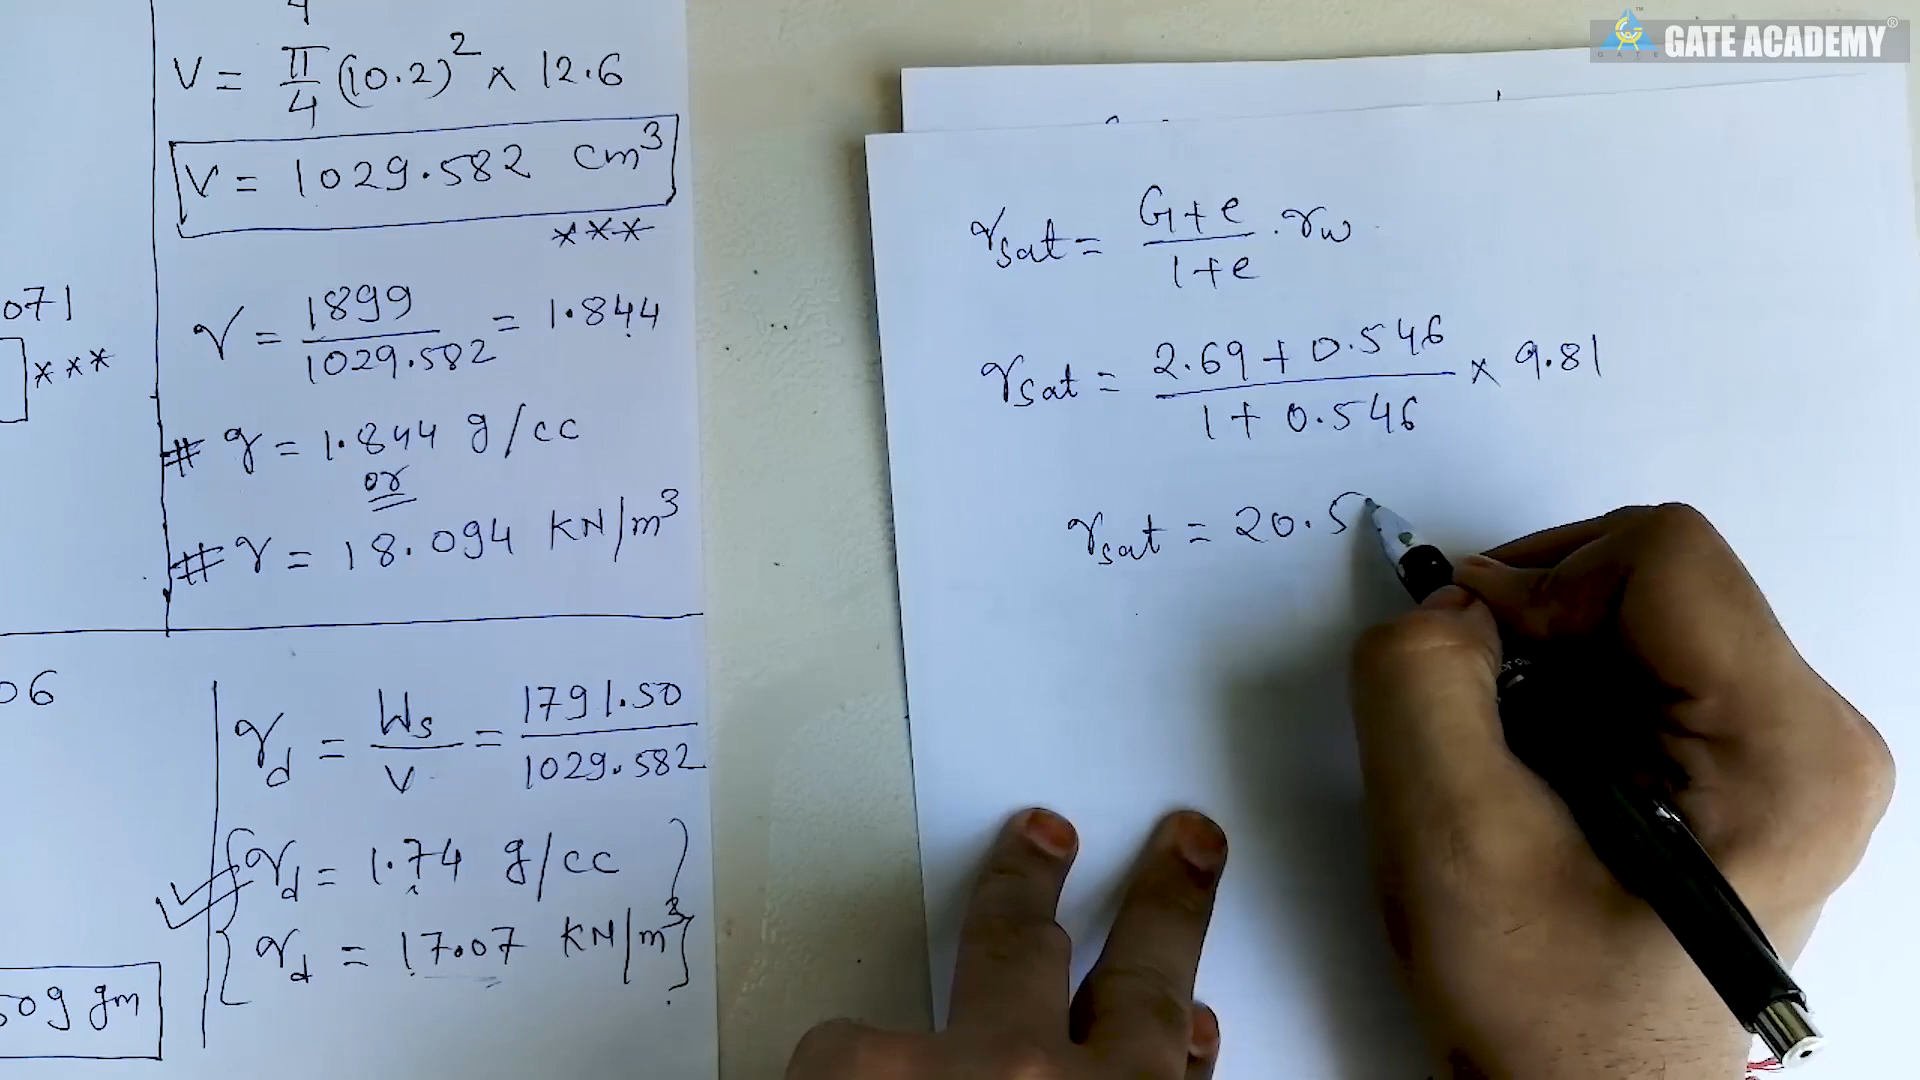 4
V = π/4 (10.2)² × 12.6
V = 1029.582 cm³
***
γ = 1899/1029.582 = 1.844
# γ = 1.844 g/cc
or
# γ = 18.094 KN/m³
071
***
06
γd = Ws/V = 1791.50/1029.582
γd = 1.74 g/cc
γd = 17.07 KN/m³
50g gm
GATE ACADEMY®
γsat = G+e/1+e . γw
γsat = 2.69 + 0.546/1 + 0.546 × 9.81
γsat = 20.5